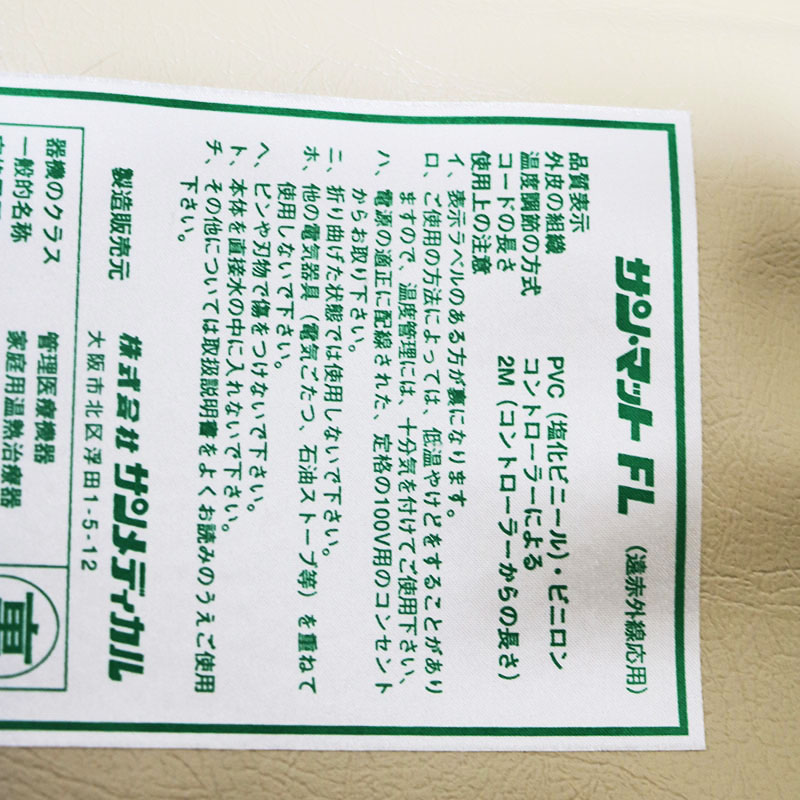 サン・マット FL (遠赤外線応用)
品質表示
外皮の組織 PVC (塩化ビニール)・ビニロン
温度調節の方式 コントローラーによる
コードの長さ 2M (コントローラーからの長さ)
使用上の注意
イ、表示ラベルのある方が裏になります。
ロ、ご使用の方法によっては、低温やけどをすることがあり
ますので、温度管理には、十分気を付けてご使用下さい、
ハ、電源の適正に配線された、定格の100V用のコンセント
からお取り下さい。
ニ、折り曲げた状態では使用しないで下さい。
ホ、他の電気器具 (電気ごたつ、石油ストーブ等) を重ねて
使用しないで下さい。
ヘ、ピンや刃物で傷をつけないで下さい。
ト、本体を直接水の中に入れないで下さい。
チ、その他については取扱説明書をよくお読みのうえご使用
下さい。
製造販売元 株式会社 サンメディカル
大阪市北区浮田1-5-12
器機のクラス 管理医療機器
一般的名称 家庭用温熱治療器